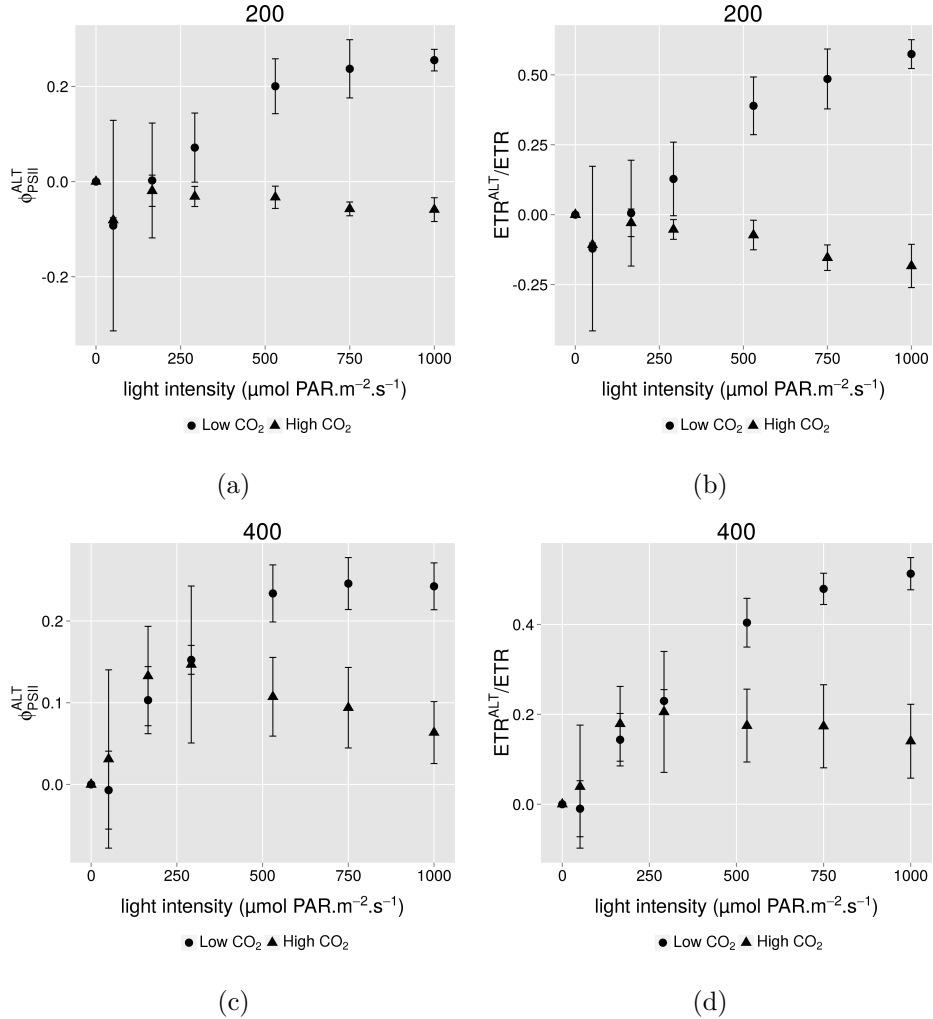 200
0.2
0.0
-0.2
ϕPSII^ALT
0 250 500 750 1000
light intensity (μmol PAR.m⁻².s⁻¹)
Low CO₂ High CO₂
(a)
200
0.50
0.25
0.00
-0.25
ETR^ALT/ETR
0 250 500 750 1000
light intensity (μmol PAR.m⁻².s⁻¹)
Low CO₂ High CO₂
(b)
400
0.2
0.1
0.0
ϕPSII^ALT
0 250 500 750 1000
light intensity (μmol PAR.m⁻².s⁻¹)
Low CO₂ High CO₂
(c)
400
0.4
0.2
0.0
ETR^ALT/ETR
0 250 500 750 1000
light intensity (μmol PAR.m⁻².s⁻¹)
Low CO₂ High CO₂
(d)